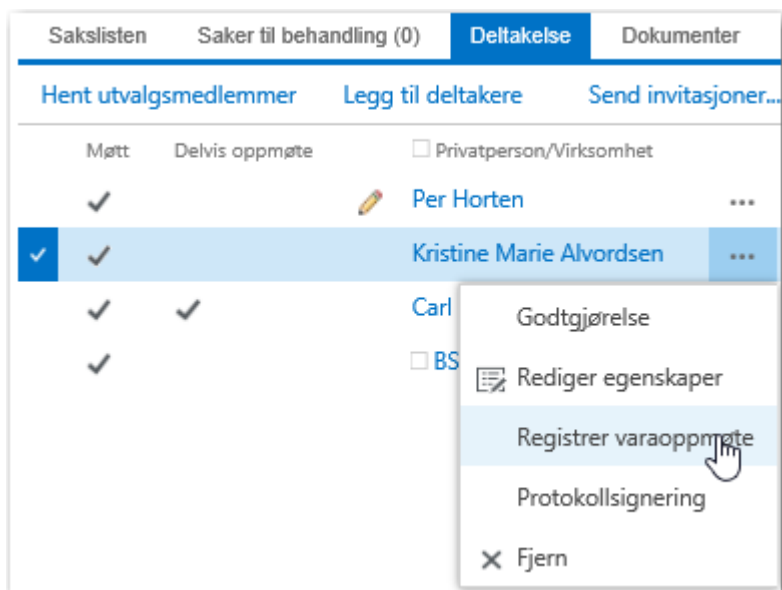 Sakslisten Saker til behandling (0) Deltakelse Dokumenter
Hent utvalgsmedlemmer Legg til deltakere Send invitasjoner...
Møtt Delvis oppmøte Privatperson/Virksomhet
Per Horten
Kristine Marie Alvordsen
Carl
Godtgjørelse
BS
Rediger egenskaper
Registrer varaoppmøte
Protokollsignering
Fjern